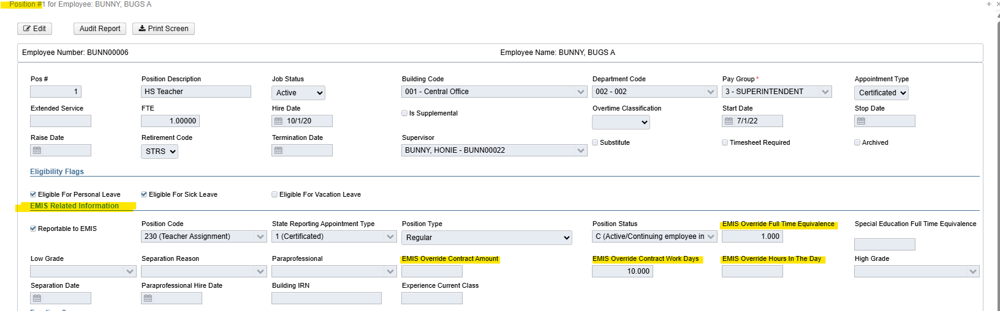 Position #1 for Employee: BUNNY, BUGS A
Edit Audit Report Print Screen
Employee Number: BUNN00006 Employee Name: BUNNY, BUGS A
Pos # Position Description Job Status Building Code Department Code Pay Group * Appointment Type
1 HS Teacher Active 001 - Central Office 002 - 002 3 - SUPERINTENDENT Certificated
Extended Service FTE Hire Date Is Supplemental Overtime Classification Start Date Stop Date
1.00000 10/1/20 7/1/22
Raise Date Retirement Code Termination Date Supervisor Substitute Timesheet Required Archived
STRS BUNNY, HONIE - BUNN00022
Eligibility Flags
Eligible For Personal Leave Eligible For Sick Leave Eligible For Vacation Leave
EMIS Related Information
Reportable to EMIS Position Code State Reporting Appointment Type Position Type Position Status EMIS Override Full Time Equivalence Special Education Full Time Equivalence
230 (Teacher Assignment) 1 (Certificated) Regular C (Active/Continuing employee in 1.000
Low Grade Separation Reason Paraprofessional EMIS Override Contract Amount EMIS Override Contract Work Days EMIS Override Hours In The Day High Grade
10.000
Separation Date Paraprofessional Hire Date Building IRN Experience Current Class